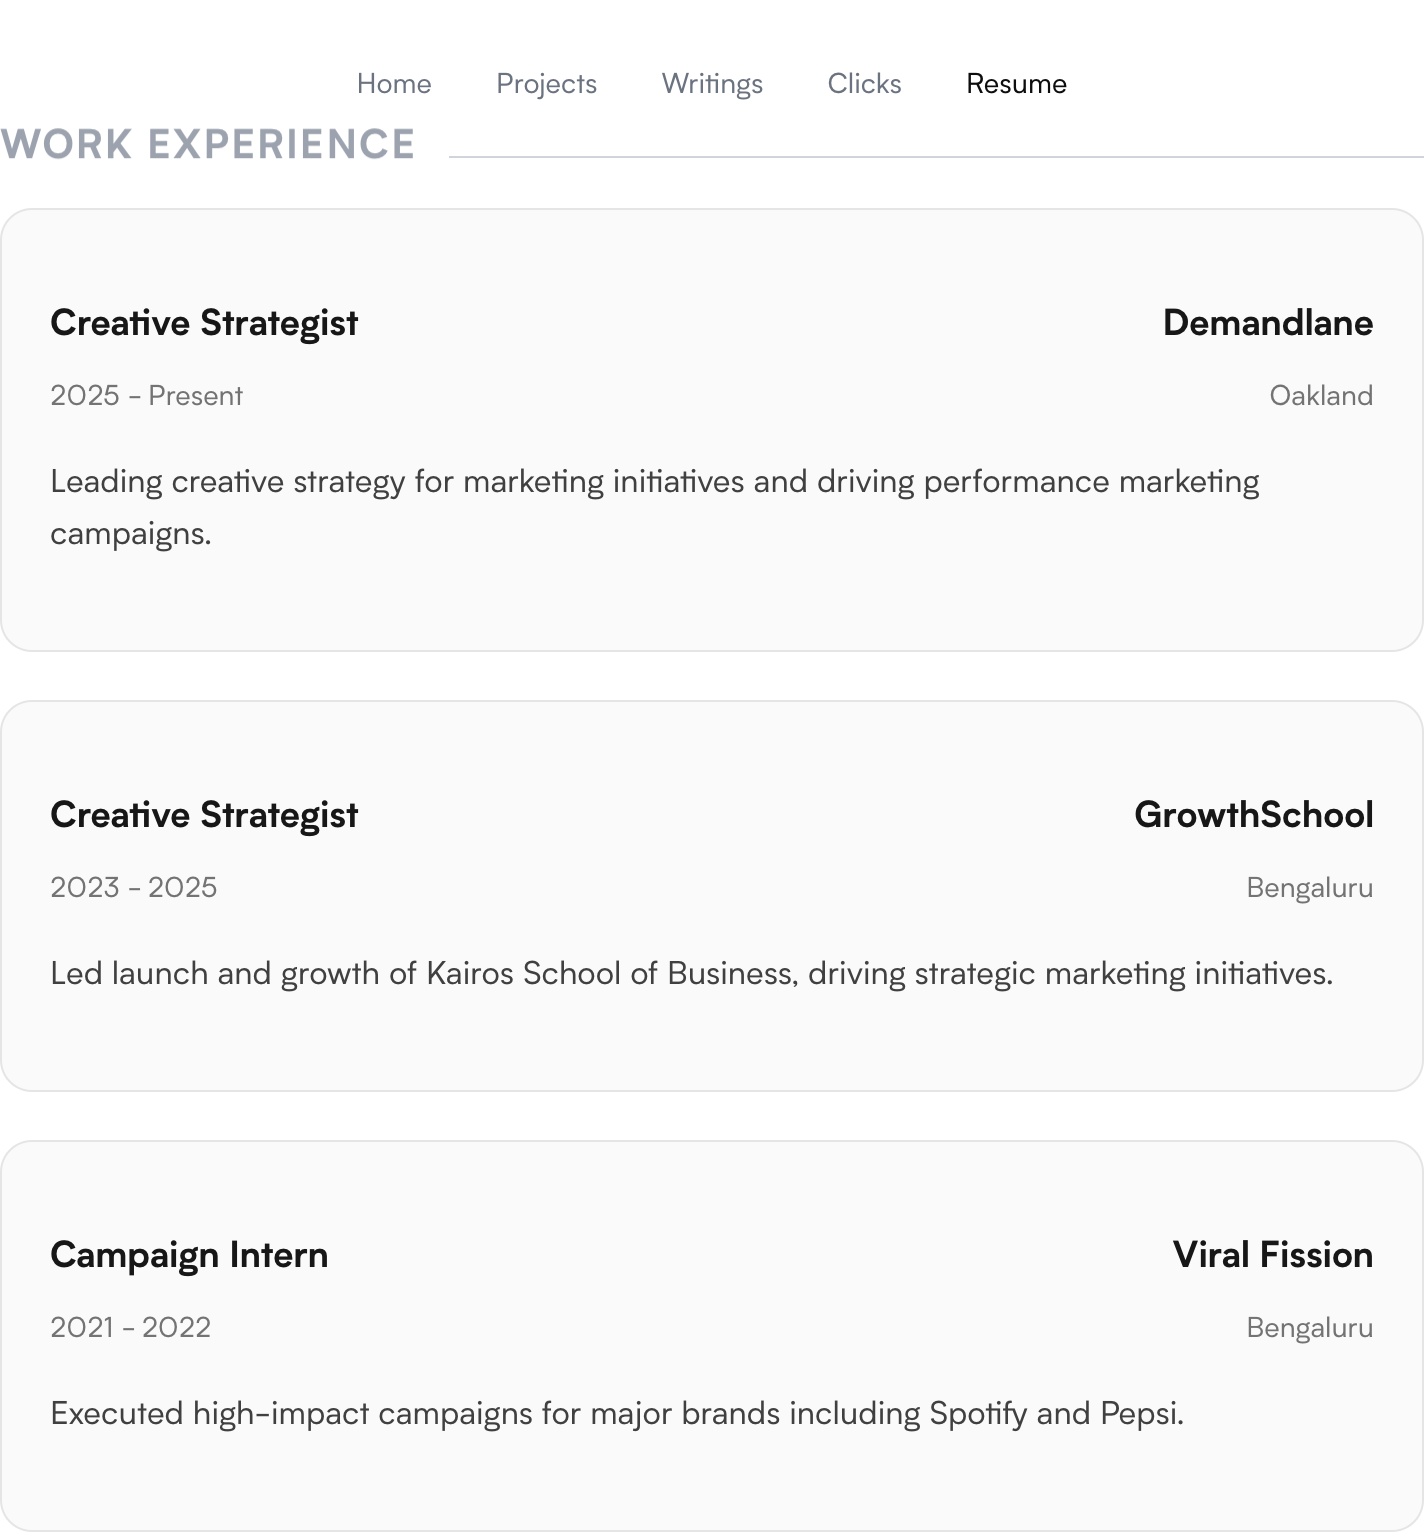 Home Projects Writings Clicks Resume
WORK EXPERIENCE
Creative Strategist Demandlane
2025 - Present Oakland
Leading creative strategy for marketing initiatives and driving performance marketing
campaigns.
Creative Strategist GrowthSchool
2023 - 2025 Bengaluru
Led launch and growth of Kairos School of Business, driving strategic marketing initiatives.
Campaign Intern Viral Fission
2021 - 2022 Bengaluru
Executed high-impact campaigns for major brands including Spotify and Pepsi.